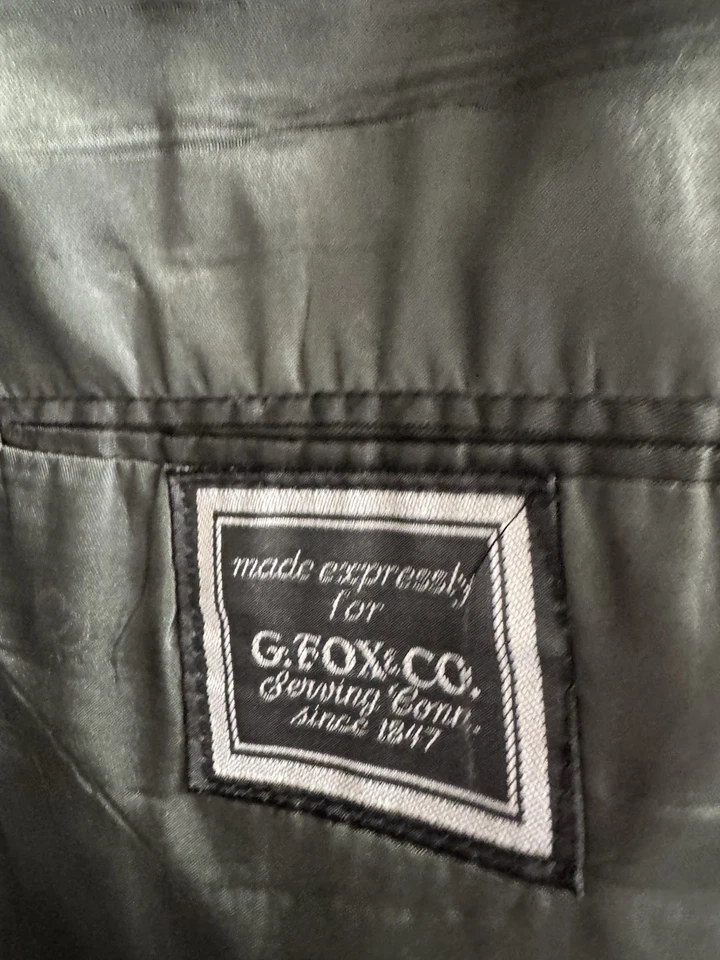 made expressly
for
G. FOX & CO.
Serving Conn.
since 1847